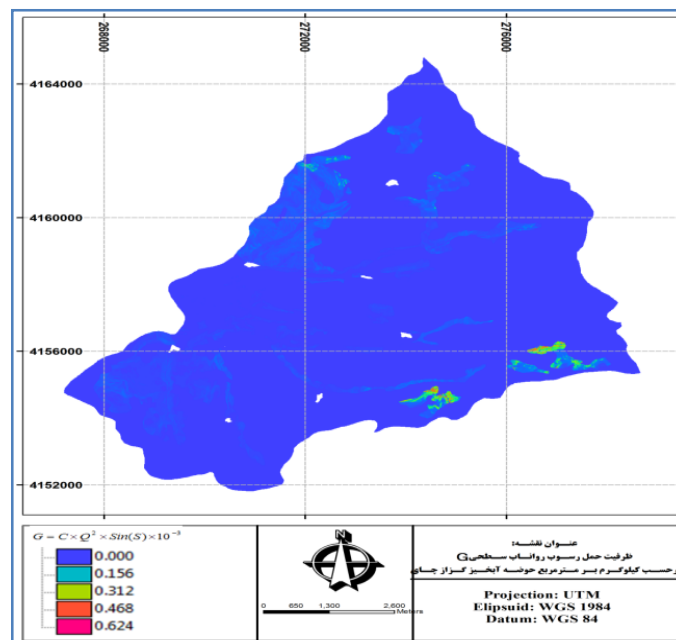 268000
272000
276000
4164000
4160000
4156000
4152000
G = C × Q² × Sin(S) × 10⁻³
0.000
0.156
0.312
0.468
0.624
N
0 650 1,300 2,600
Meters
عنوان نقشه:
ظرفیت حمل رسوب رواناب سطحی G
برحسب کیلوگرم بر مترمربع حوضه آبخیز گزاز چای
Projection: UTM
Elipsuid: WGS 1984
Datum: WGS 84